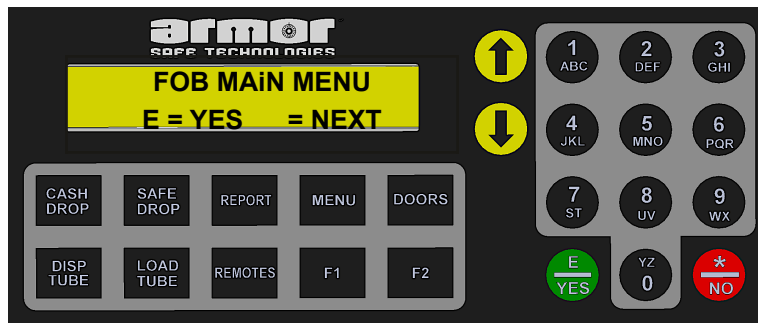 armor
SAFE TECHNOLOGIES
FOB MAiN MENU
E = YES = NEXT
CASH DROP
SAFE DROP
REPORT
MENU
DOORS
DISP TUBE
LOAD TUBE
REMOTES
F1
F2
1
ABC
2
DEF
3
GHI
4
JKL
5
MNO
6
PQR
7
ST
8
UV
9
WX
E
YES
YZ
0
*
NO